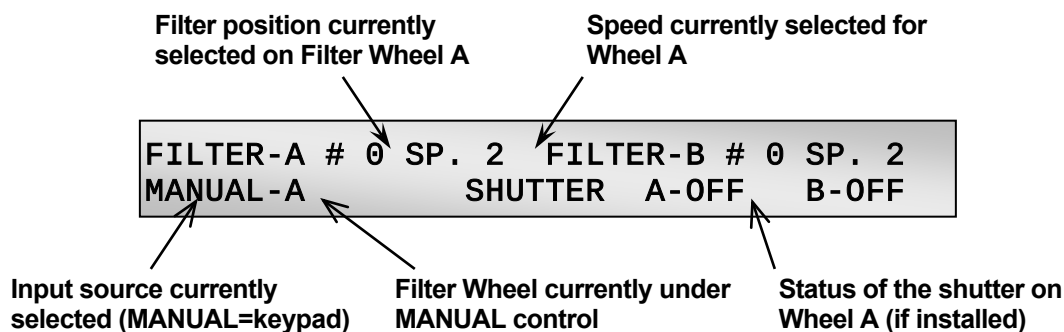 Filter position currently
selected on Filter Wheel A
Speed currently selected for
Wheel A
FILTER-A # 0 SP. 2 FILTER-B # 0 SP. 2
MANUAL-A SHUTTER A-OFF B-OFF
Input source currently
selected (MANUAL=keypad)
Filter Wheel currently under
MANUAL control
Status of the shutter on
Wheel A (if installed)